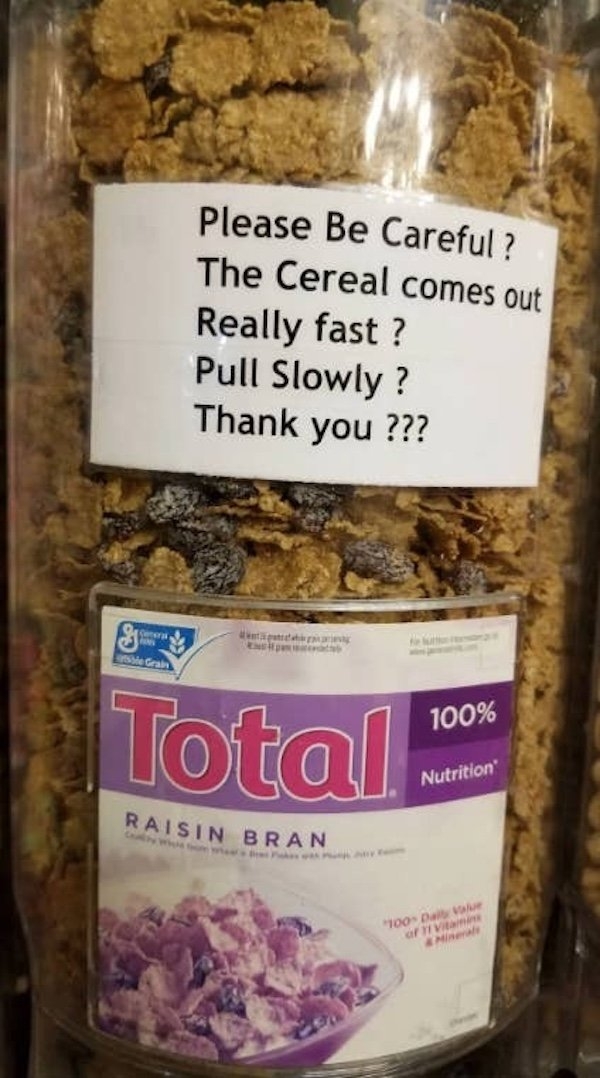 Please Be Careful ?
The Cereal comes out
Really fast ?
Pull Slowly ?
Thank you ???
General Mills
Whole Grain
Total
100%
Nutrition*
RAISIN BRAN
*100% Daily Value
of 11 Vitamins
& Minerals